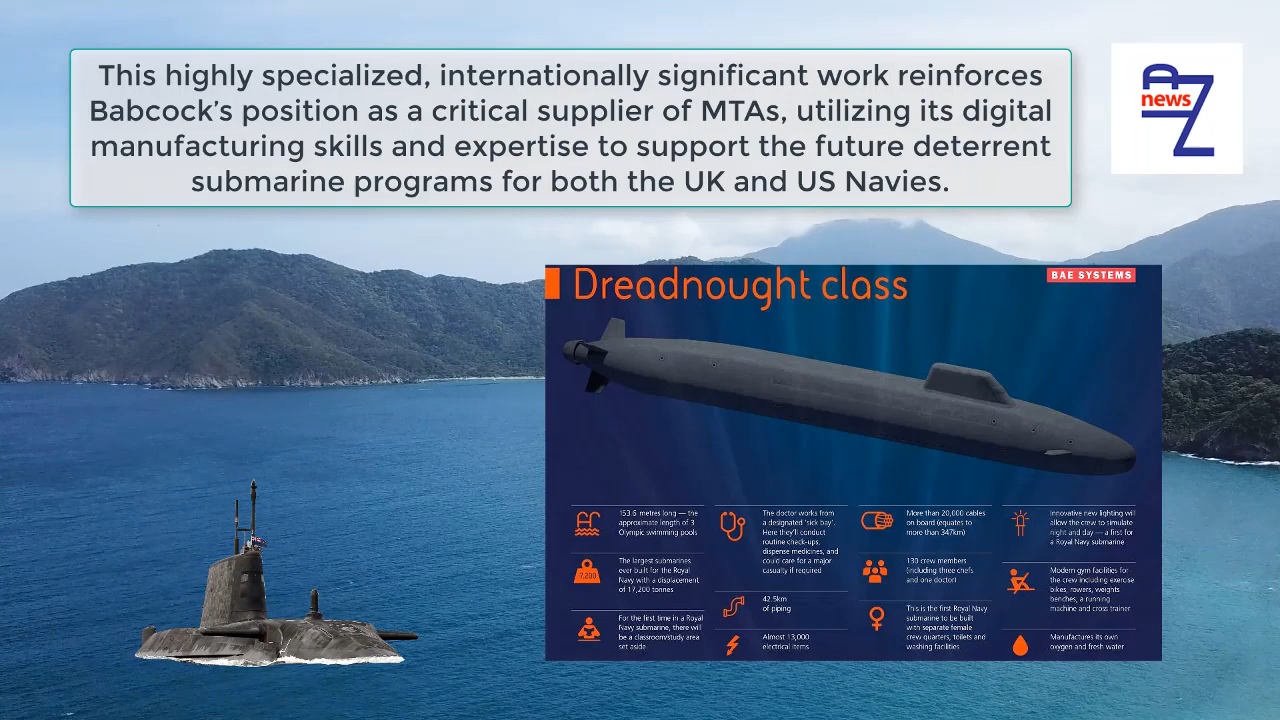 This highly specialized, internationally significant work reinforces
Babcock's position as a critical supplier of MTAs, utilizing its digital
manufacturing skills and expertise to support the future deterrent
submarine programs for both the UK and US Navies.
A
news
Z
Dreadnought class
BAE SYSTEMS
153.6 metres long — the
approximate length of 3
Olympic swimming pools
7,200
The largest submarines
ever built for the Royal
Navy with a displacement
of 17,200 tonnes
For the first time in a Royal
Navy submarine, there will
be a classroom/study area
set aside
The doctor works from
a designated 'sick bay'.
Here they'll conduct
routine check-ups,
dispense medicines, and
could care for a major
casualty if required
42.5km
of piping
Almost 13,000
electrical items
More than 20,000 cables
on board (equates to
more than 347km)
130 crew members
(including three chefs
and one doctor)
This is the first Royal Navy
submarine to be built
with separate female
crew quarters, toilets and
washing facilities
Innovative new lighting will
allow the crew to simulate
night and day — a first for
a Royal Navy submarine
Modern gym facilities for
the crew including exercise
bikes, rowers, weights
benches, a running
machine and cross trainer
Manufactures its own
oxygen and fresh water